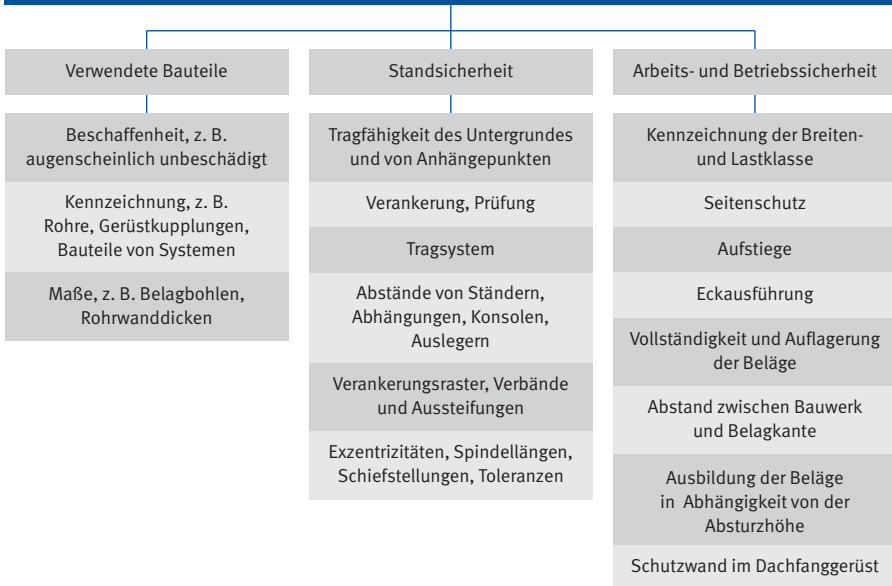 Verwendete Bauteile
Beschaffenheit, z. B.
augenscheinlich unbeschädigt
Kennzeichnung, z. B.
Rohre, Gerüstkupplungen,
Bauteile von Systemen
Maße, z. B. Belagbohlen,
Rohrwanddicken
Standsicherheit
Tragfähigkeit des Untergrundes
und von Anhängepunkten
Verankerung, Prüfung
Tragsystem
Abstände von Ständern,
Abhängungen, Konsolen,
Auslegern
Verankerungsraster, Verbände
und Aussteifungen
Exzentrizitäten, Spindellängen,
Schiefstellungen, Toleranzen
Arbeits- und Betriebssicherheit
Kennzeichnung der Breiten-
und Lastklasse
Seitenschutz
Aufstiege
Eckausführung
Vollständigkeit und Auflagerung
der Beläge
Abstand zwischen Bauwerk
und Belagkante
Ausbildung der Beläge
in Abhängigkeit von der
Absturzhöhe
Schutzwand im Dachfanggerüst